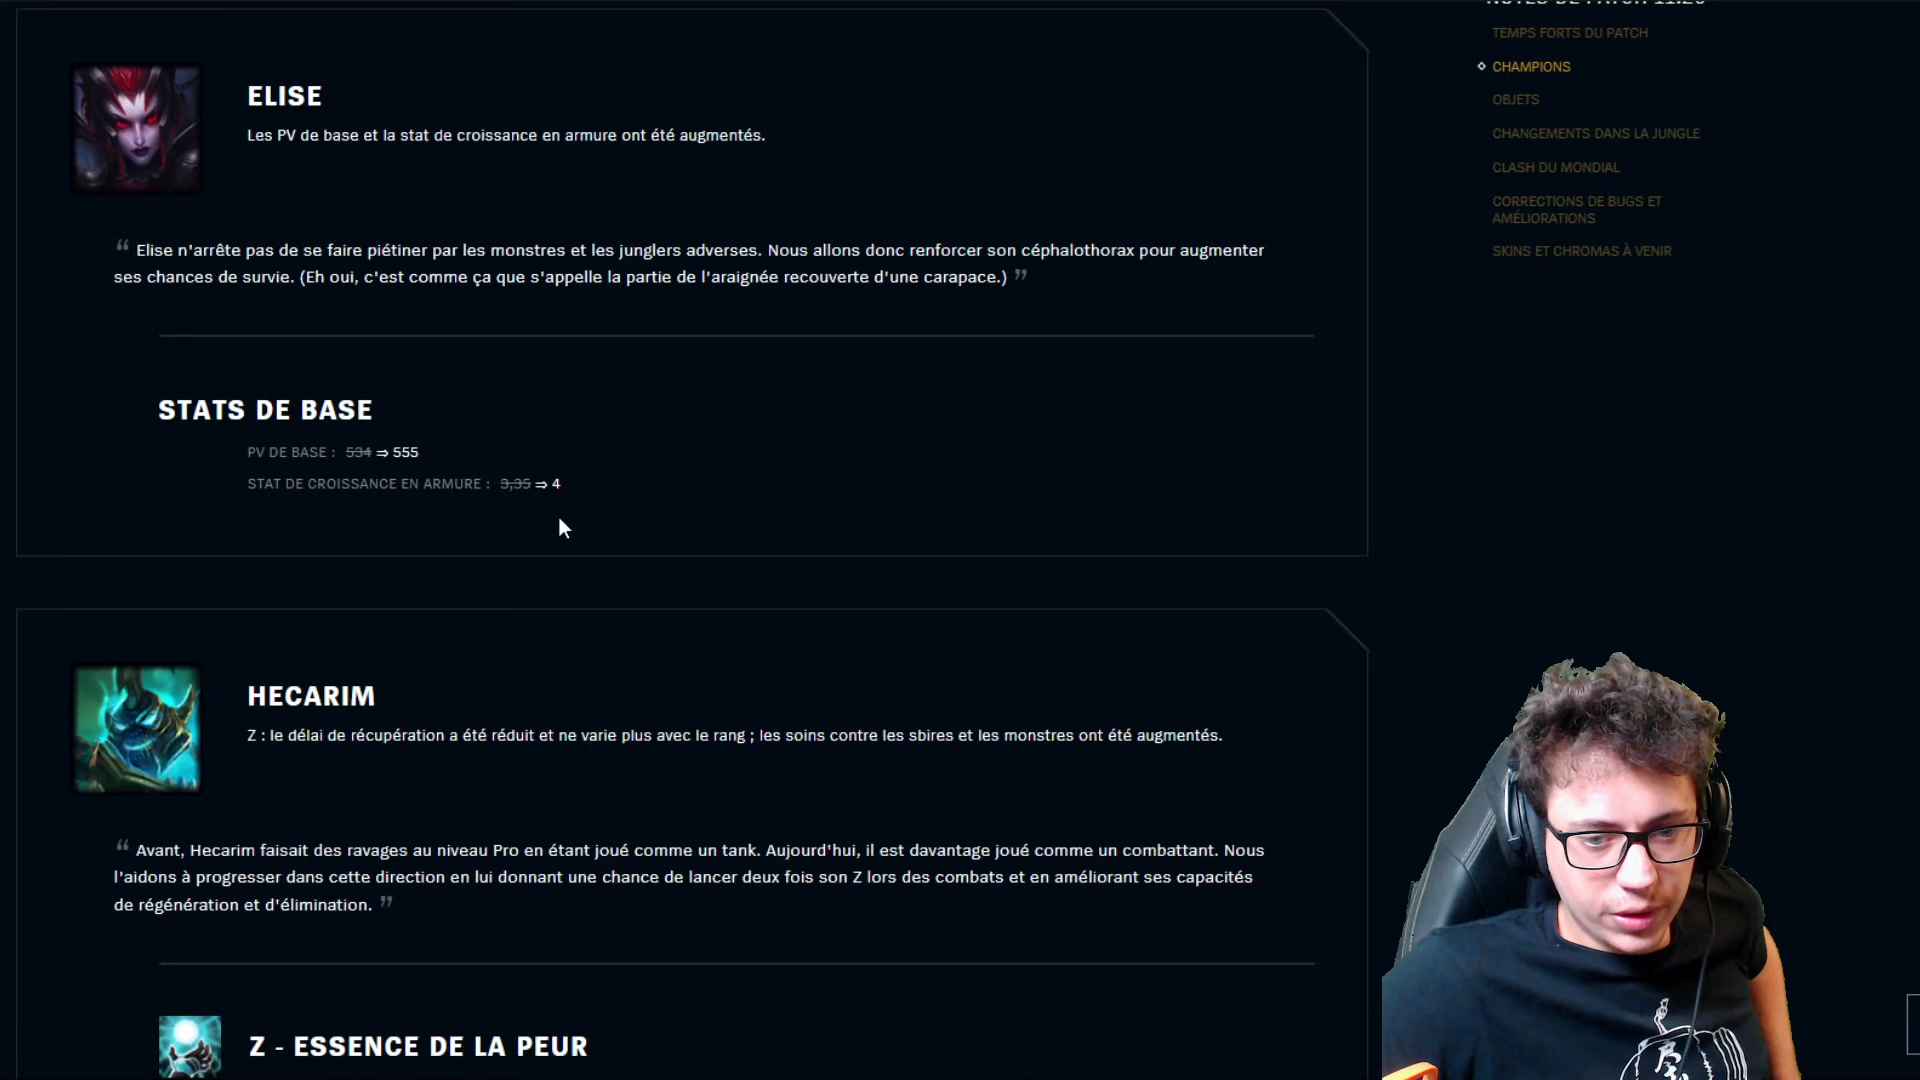 NOTES DE PATCH 11.20
TEMPS FORTS DU PATCH
CHAMPIONS
OBJETS
CHANGEMENTS DANS LA JUNGLE
CLASH DU MONDIAL
CORRECTIONS DE BUGS ET
AMÉLIORATIONS
SKINS ET CHROMAS À VENIR
ELISE
Les PV de base et la stat de croissance en armure ont été augmentés.
“ Elise n'arrête pas de se faire piétiner par les monstres et les junglers adverses. Nous allons donc renforcer son céphalothorax pour augmenter
ses chances de survie. (Eh oui, c'est comme ça que s'appelle la partie de l'araignée recouverte d'une carapace.) ”
STATS DE BASE
PV DE BASE : 534 ⇒ 555
STAT DE CROISSANCE EN ARMURE : 3,35 ⇒ 4
HECARIM
Z : le délai de récupération a été réduit et ne varie plus avec le rang ; les soins contre les sbires et les monstres ont été augmentés.
“ Avant, Hecarim faisait des ravages au niveau Pro en étant joué comme un tank. Aujourd'hui, il est davantage joué comme un combattant. Nous
l'aidons à progresser dans cette direction en lui donnant une chance de lancer deux fois son Z lors des combats et en améliorant ses capacités
de régénération et d'élimination. ”
Z - ESSENCE DE LA PEUR